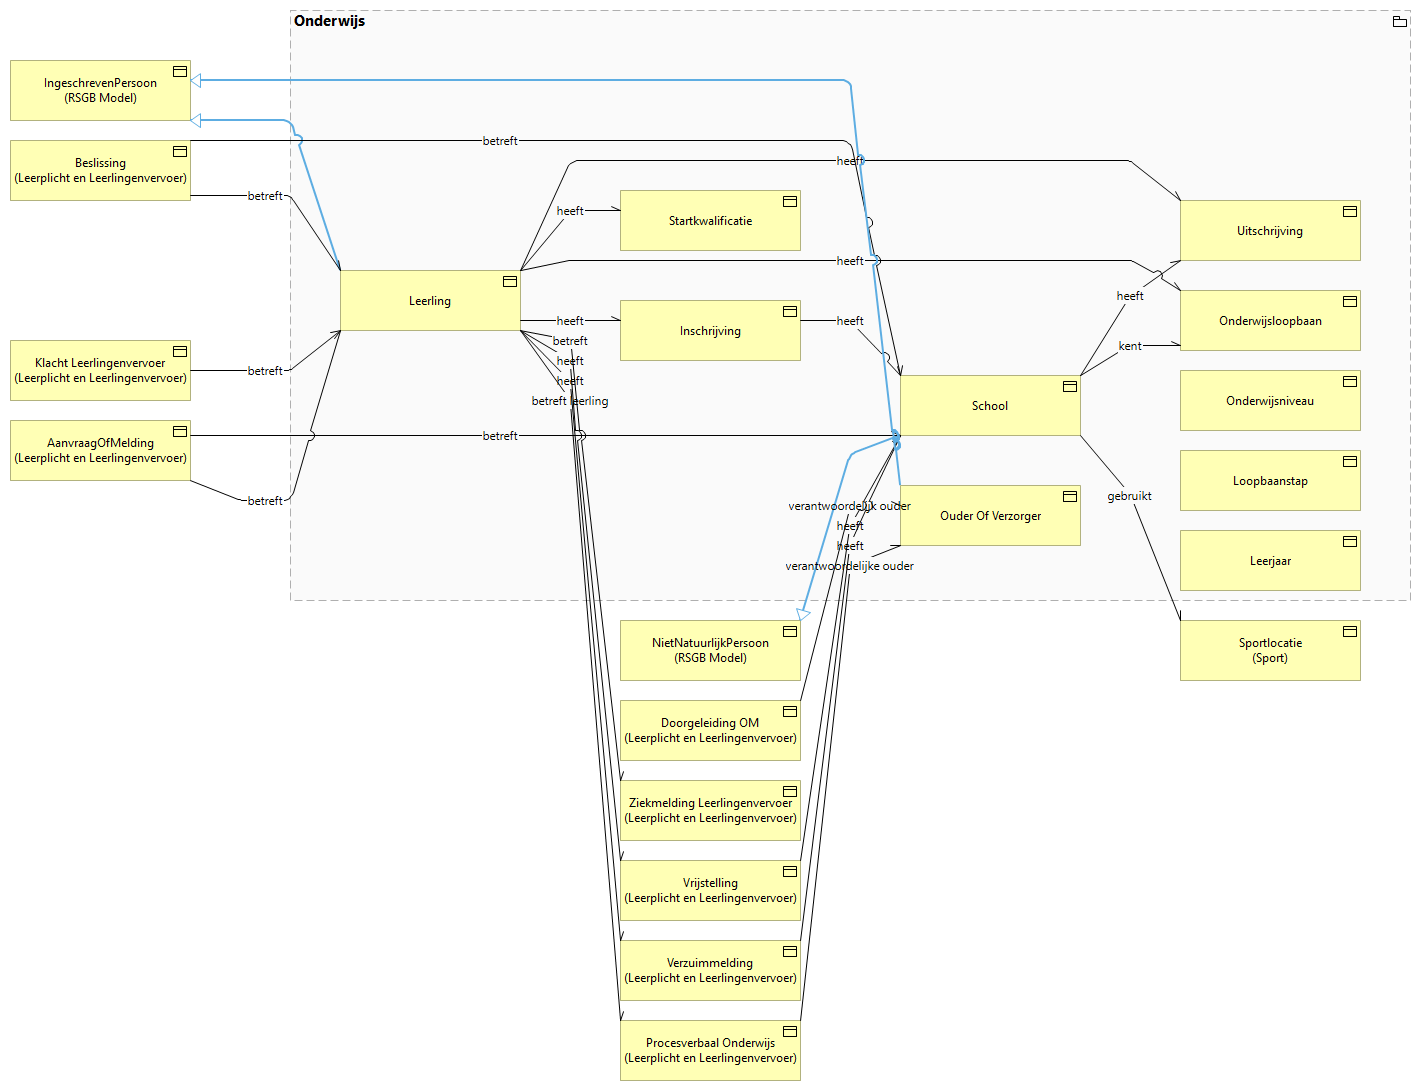 Onderwijs
IngeschrevenPersoon
(RSGB Model)
Beslissing
(Leerplicht en Leerlingenvervoer)
betreft
betreft
heeft
Startkwalificatie
heeft
Uitschrijving
heeft
Leerling
Inschrijving
heeft
heeft
heeft
Onderwijsloopbaan
kent
betreft
heeft
heeft
betreft leerling
Klacht Leerlingenvervoer
(Leerplicht en Leerlingenvervoer)
betreft
School
Onderwijsniveau
AanvraagOfMelding
(Leerplicht en Leerlingenvervoer)
betreft
betreft
Loopbaanstap
gebruikt
verantwoordelijk ouder
heeft
heeft
verantwoordelijke ouder
Ouder Of Verzorger
Leerjaar
NietNatuurlijkPersoon
(RSGB Model)
Sportlocatie
(Sport)
Doorgeleiding OM
(Leerplicht en Leerlingenvervoer)
Ziekmelding Leerlingenvervoer
(Leerplicht en Leerlingenvervoer)
Vrijstelling
(Leerplicht en Leerlingenvervoer)
Verzuimmelding
(Leerplicht en Leerlingenvervoer)
Procesverbaal Onderwijs
(Leerplicht en Leerlingenvervoer)